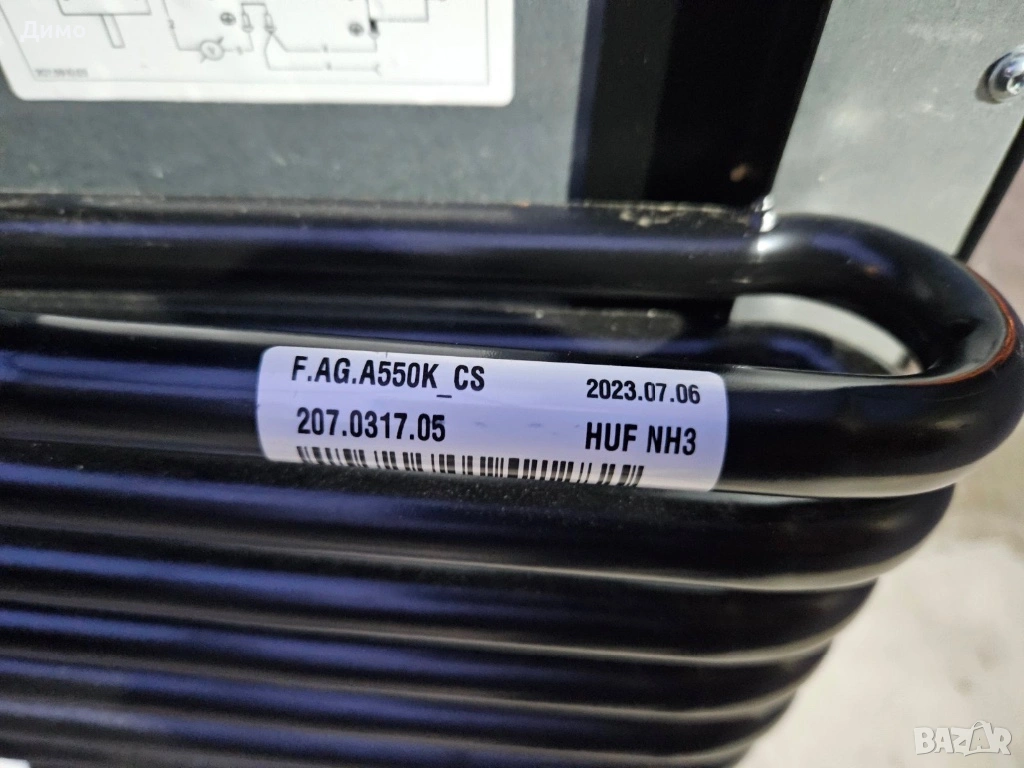 Димо
F.AG.A550K_CS 2023.07.06
207.0317.05 HUF NH3
BAZAR